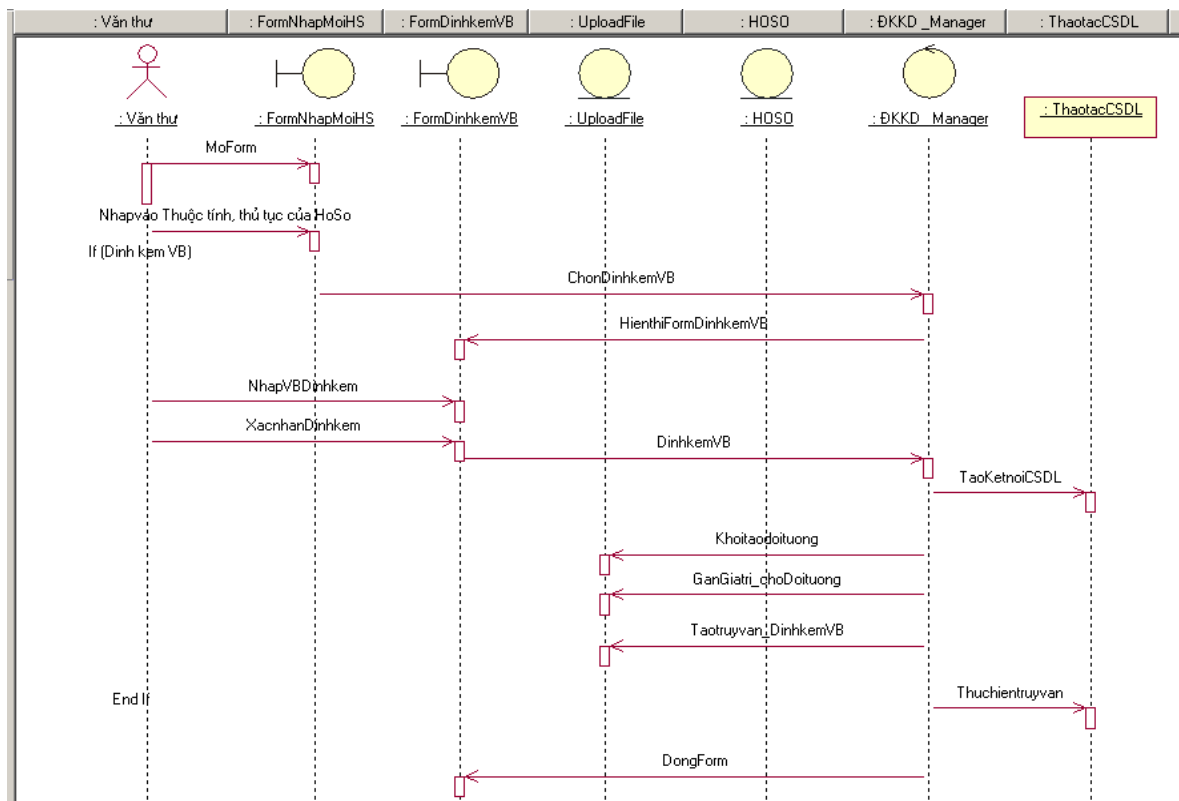 : Văn thư
: FormNhapMoiHS
: FormDinhkemVB
: UploadFile
: HOSO
: ĐKKD _Manager
: ThaotacCSDL
: Văn thư
: FormNhapMoiHS
: FormDinhkemVB
: UploadFile
: HOSO
: ĐKKD _Manager
: ThaotacCSDL
MoForm
Nhapvào Thuộc tính, thủ tục của HoSo
If (Dinh kem VB)
ChonDinhkemVB
HienthiFormDinhkemVB
NhapVBDinhkem
XacnhanDinhkem
DinhkemVB
TaoKetnoiCSDL
Khoitaodoituong
GanGiatri_choDoituong
Taotruyvan_DinhkemVB
End If
Thuchientruyvan
DongForm